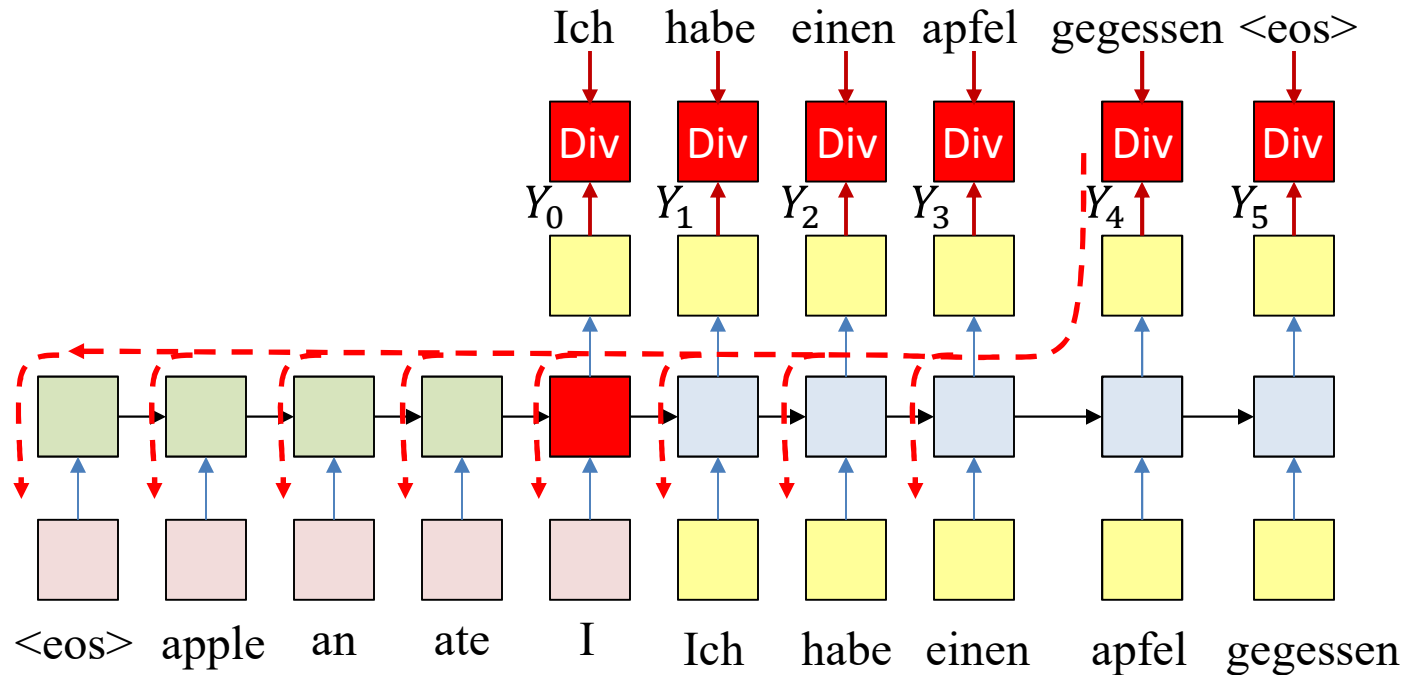 Ich habe einen apfel gegessen <eos>
Div Div Div Div Div Div
Y₀ Y₁ Y₂ Y₃ Y₄ Y₅
<eos> apple an ate I Ich habe einen apfel gegessen